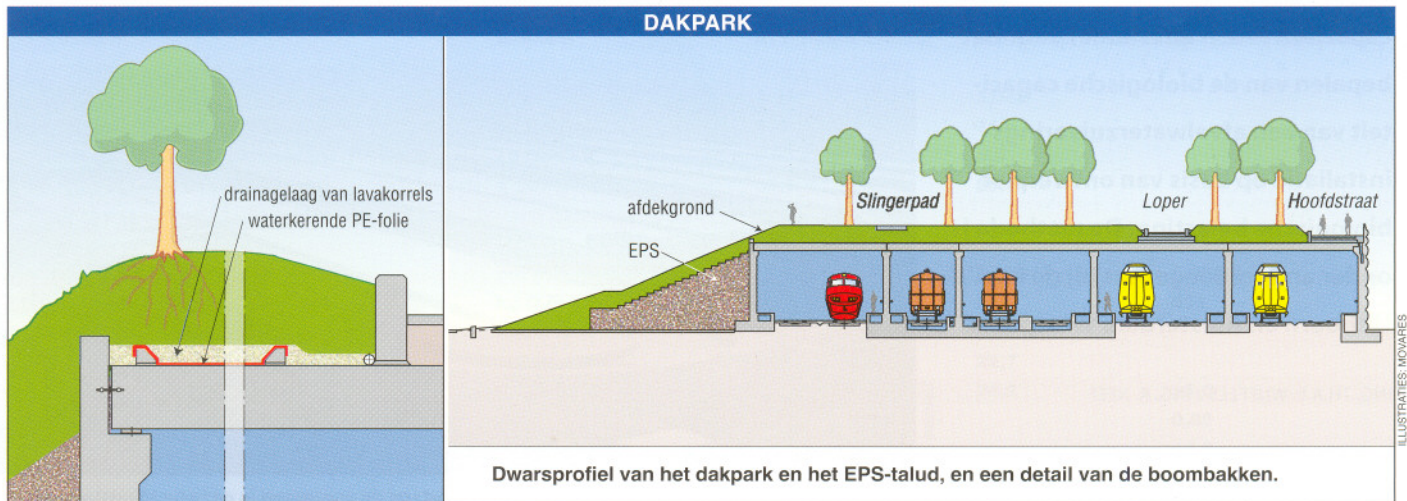 DAKPARK
drainagelaag van lavakorrels
waterkerende PE-folie
afdekgrond
EPS
Slingerpad
Loper
Hoofdstraat
Dwarsprofiel van het dakpark en het EPS-talud, en een detail van de boombakken.
ILLUSTRATIES: MOVARES